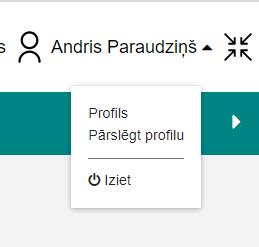 s Andris Paraudziņš
Profils
Pārslēgt profilu
Iziet